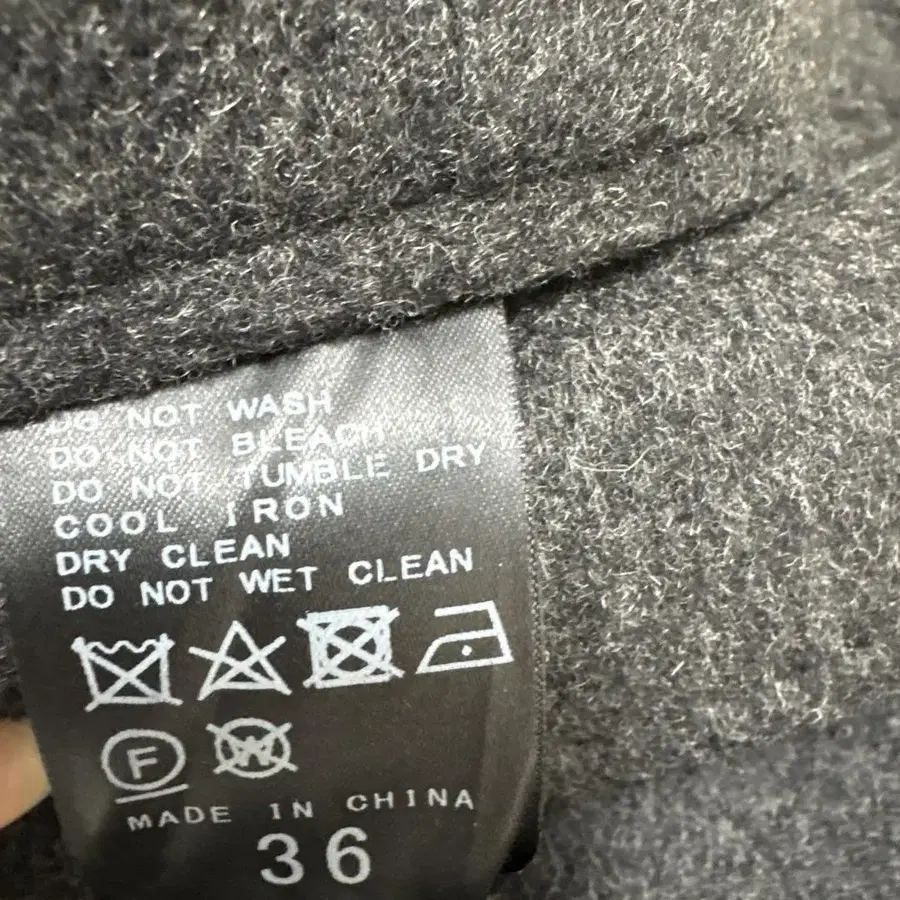 DO NOT WASH
DO NOT BLEACH
DO NOT TUMBLE DRY
COOL IRON
DRY CLEAN
DO NOT WET CLEAN
F W
MADE IN CHINA
36